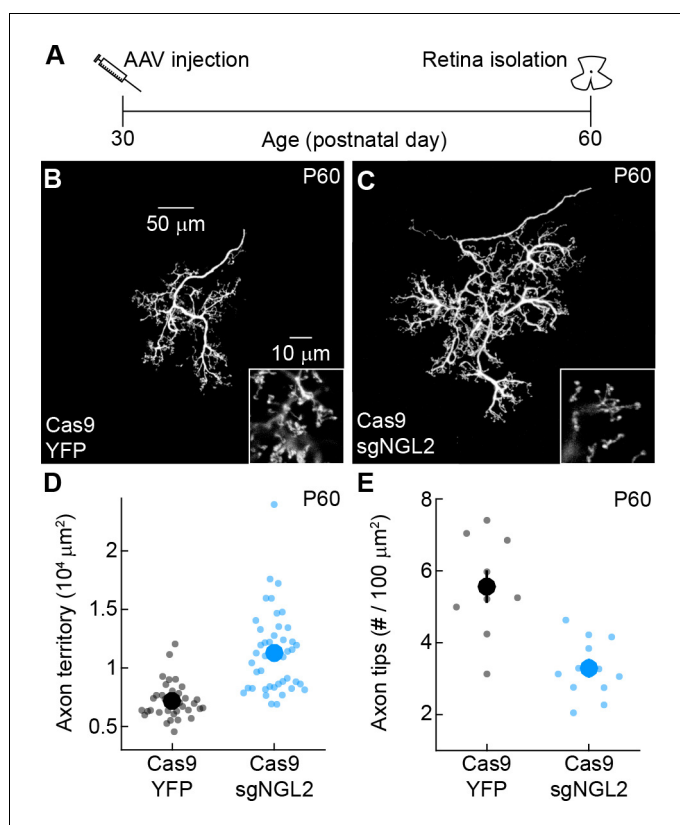 A
AAV injection
Retina isolation
30
Age (postnatal day)
60
B
P60
50 μm
10 μm
Cas9
YFP
C
P60
Cas9
sgNGL2
D
P60
Axon territory (10⁴ μm²)
2
1.5
1
0.5
Cas9
YFP
Cas9
sgNGL2
E
P60
Axon tips (# / 100 μm²)
8
6
4
2
Cas9
YFP
Cas9
sgNGL2